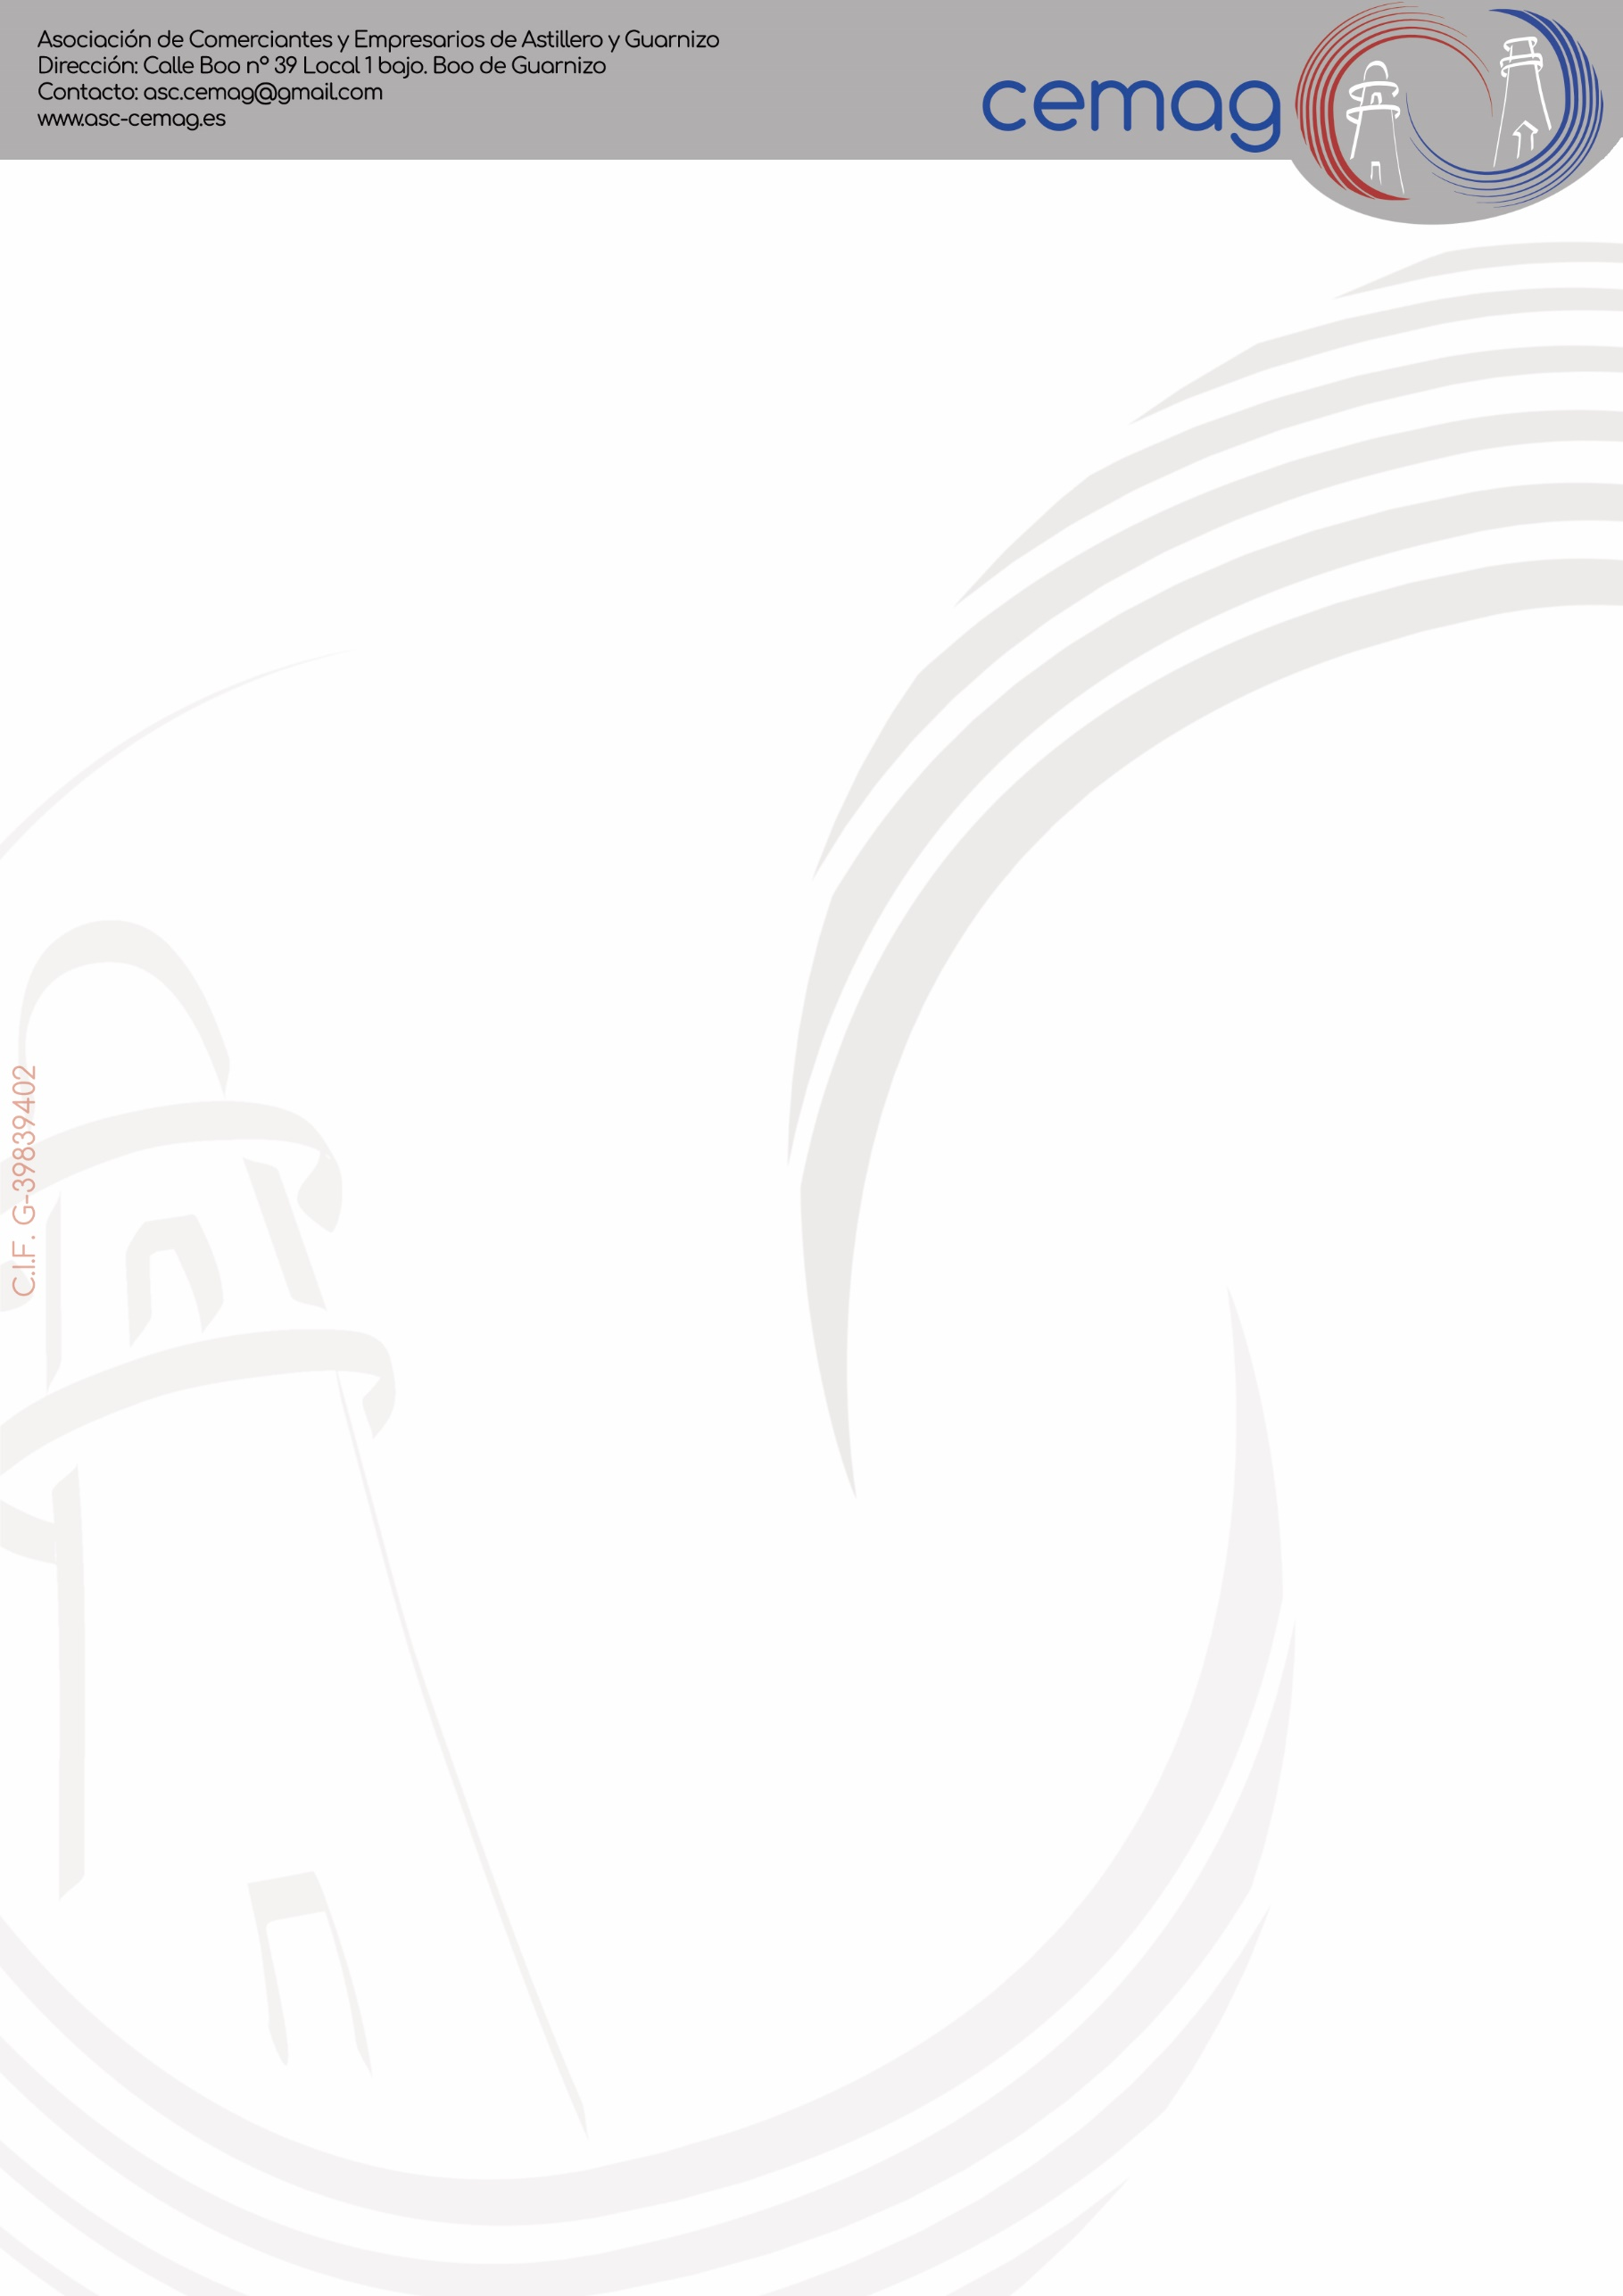 Asociación de Comerciantes y Empresarios de Astillero y Guarnizo
Dirección: Calle Boo nº 39 Local 1 bajo. Boo de Guarnizo
Contacto: asc.cemag@gmail.com
www.asc-cemag.es
cemag
C.I.F. G-39839402